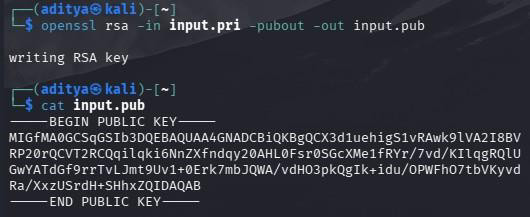 ┌──(aditya㉿kali)-[~]
└─$ openssl rsa -in input.pri -pubout -out input.pub
writing RSA key
┌──(aditya㉿kali)-[~]
└─$ cat input.pub
-----BEGIN PUBLIC KEY-----
MIGfMA0GCSqGSIb3DQEBAQUAA4GNADCBiQKBgQCX3d1uehigS1vRAwk9lVA2I8BV
RP20rQCVT2RCQqilqki6NnZXfndqy20AHL0Fsr0SGcXMe1fRYr/7vd/KIlqgRQlU
GwYATdGf9rrTvLJmt9Uv1+0Erk7mbJQWA/vdHO3pkQgIk+idu/OPWFhO7tbVKyvd
Ra/XxzUSrdH+SHhxZQIDAQAB
-----END PUBLIC KEY-----